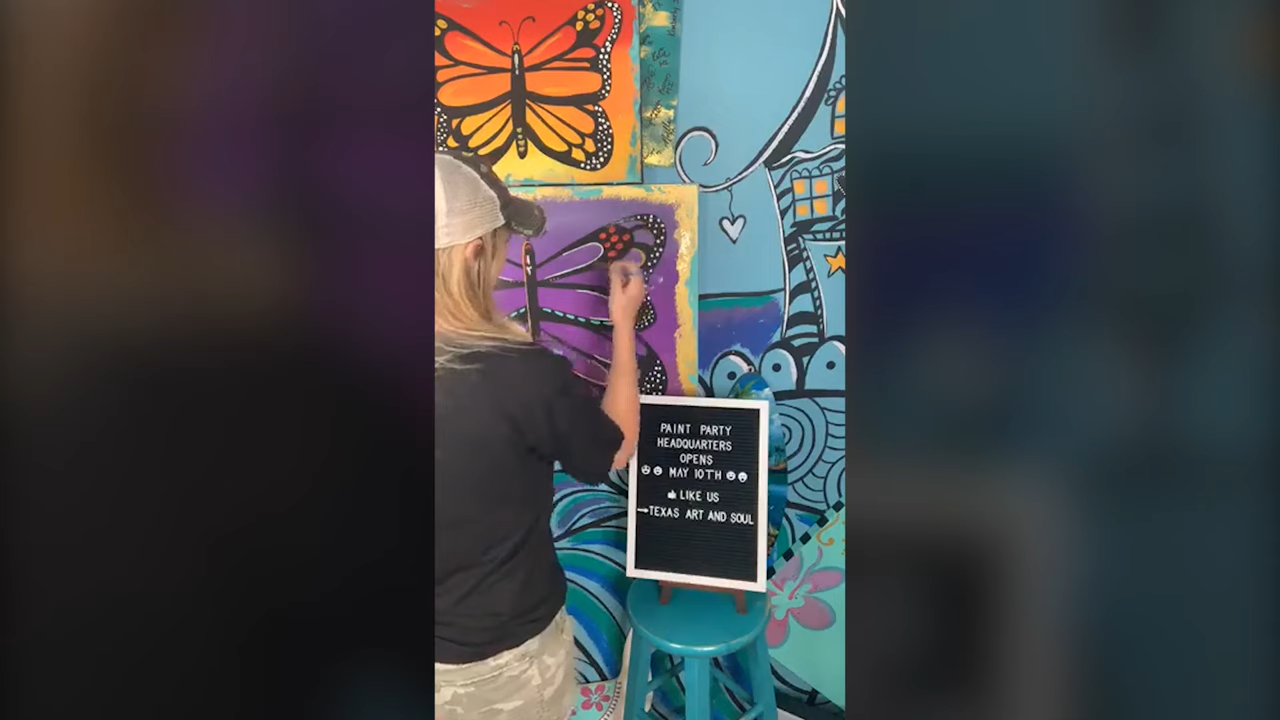 PAINT PARTY
HEADQUARTERS
OPENS
MAY 10TH
LIKE US
TEXAS ART AND SOUL